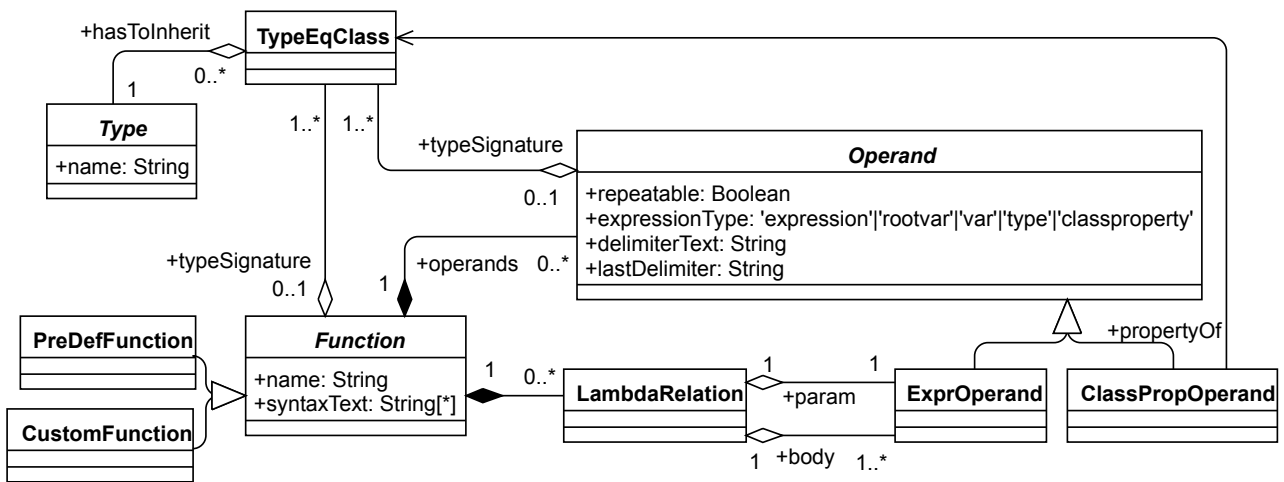 +hasToInherit
TypeEqClass
0..*
1
Type
+name: String
1..*
1..*
+typeSignature
0..1
Operand
+repeatable: Boolean
+expressionType: 'expression'|'rootvar'|'var'|'type'|'classproperty'
+delimiterText: String
+lastDelimiter: String
+typeSignature
0..1
+operands
0..*
1
PreDefFunction
CustomFunction
Function
+name: String
+syntaxText: String[*]
1
0..*
LambdaRelation
1
1
+param
1
+body
1..*
ExprOperand
+propertyOf
ClassPropOperand